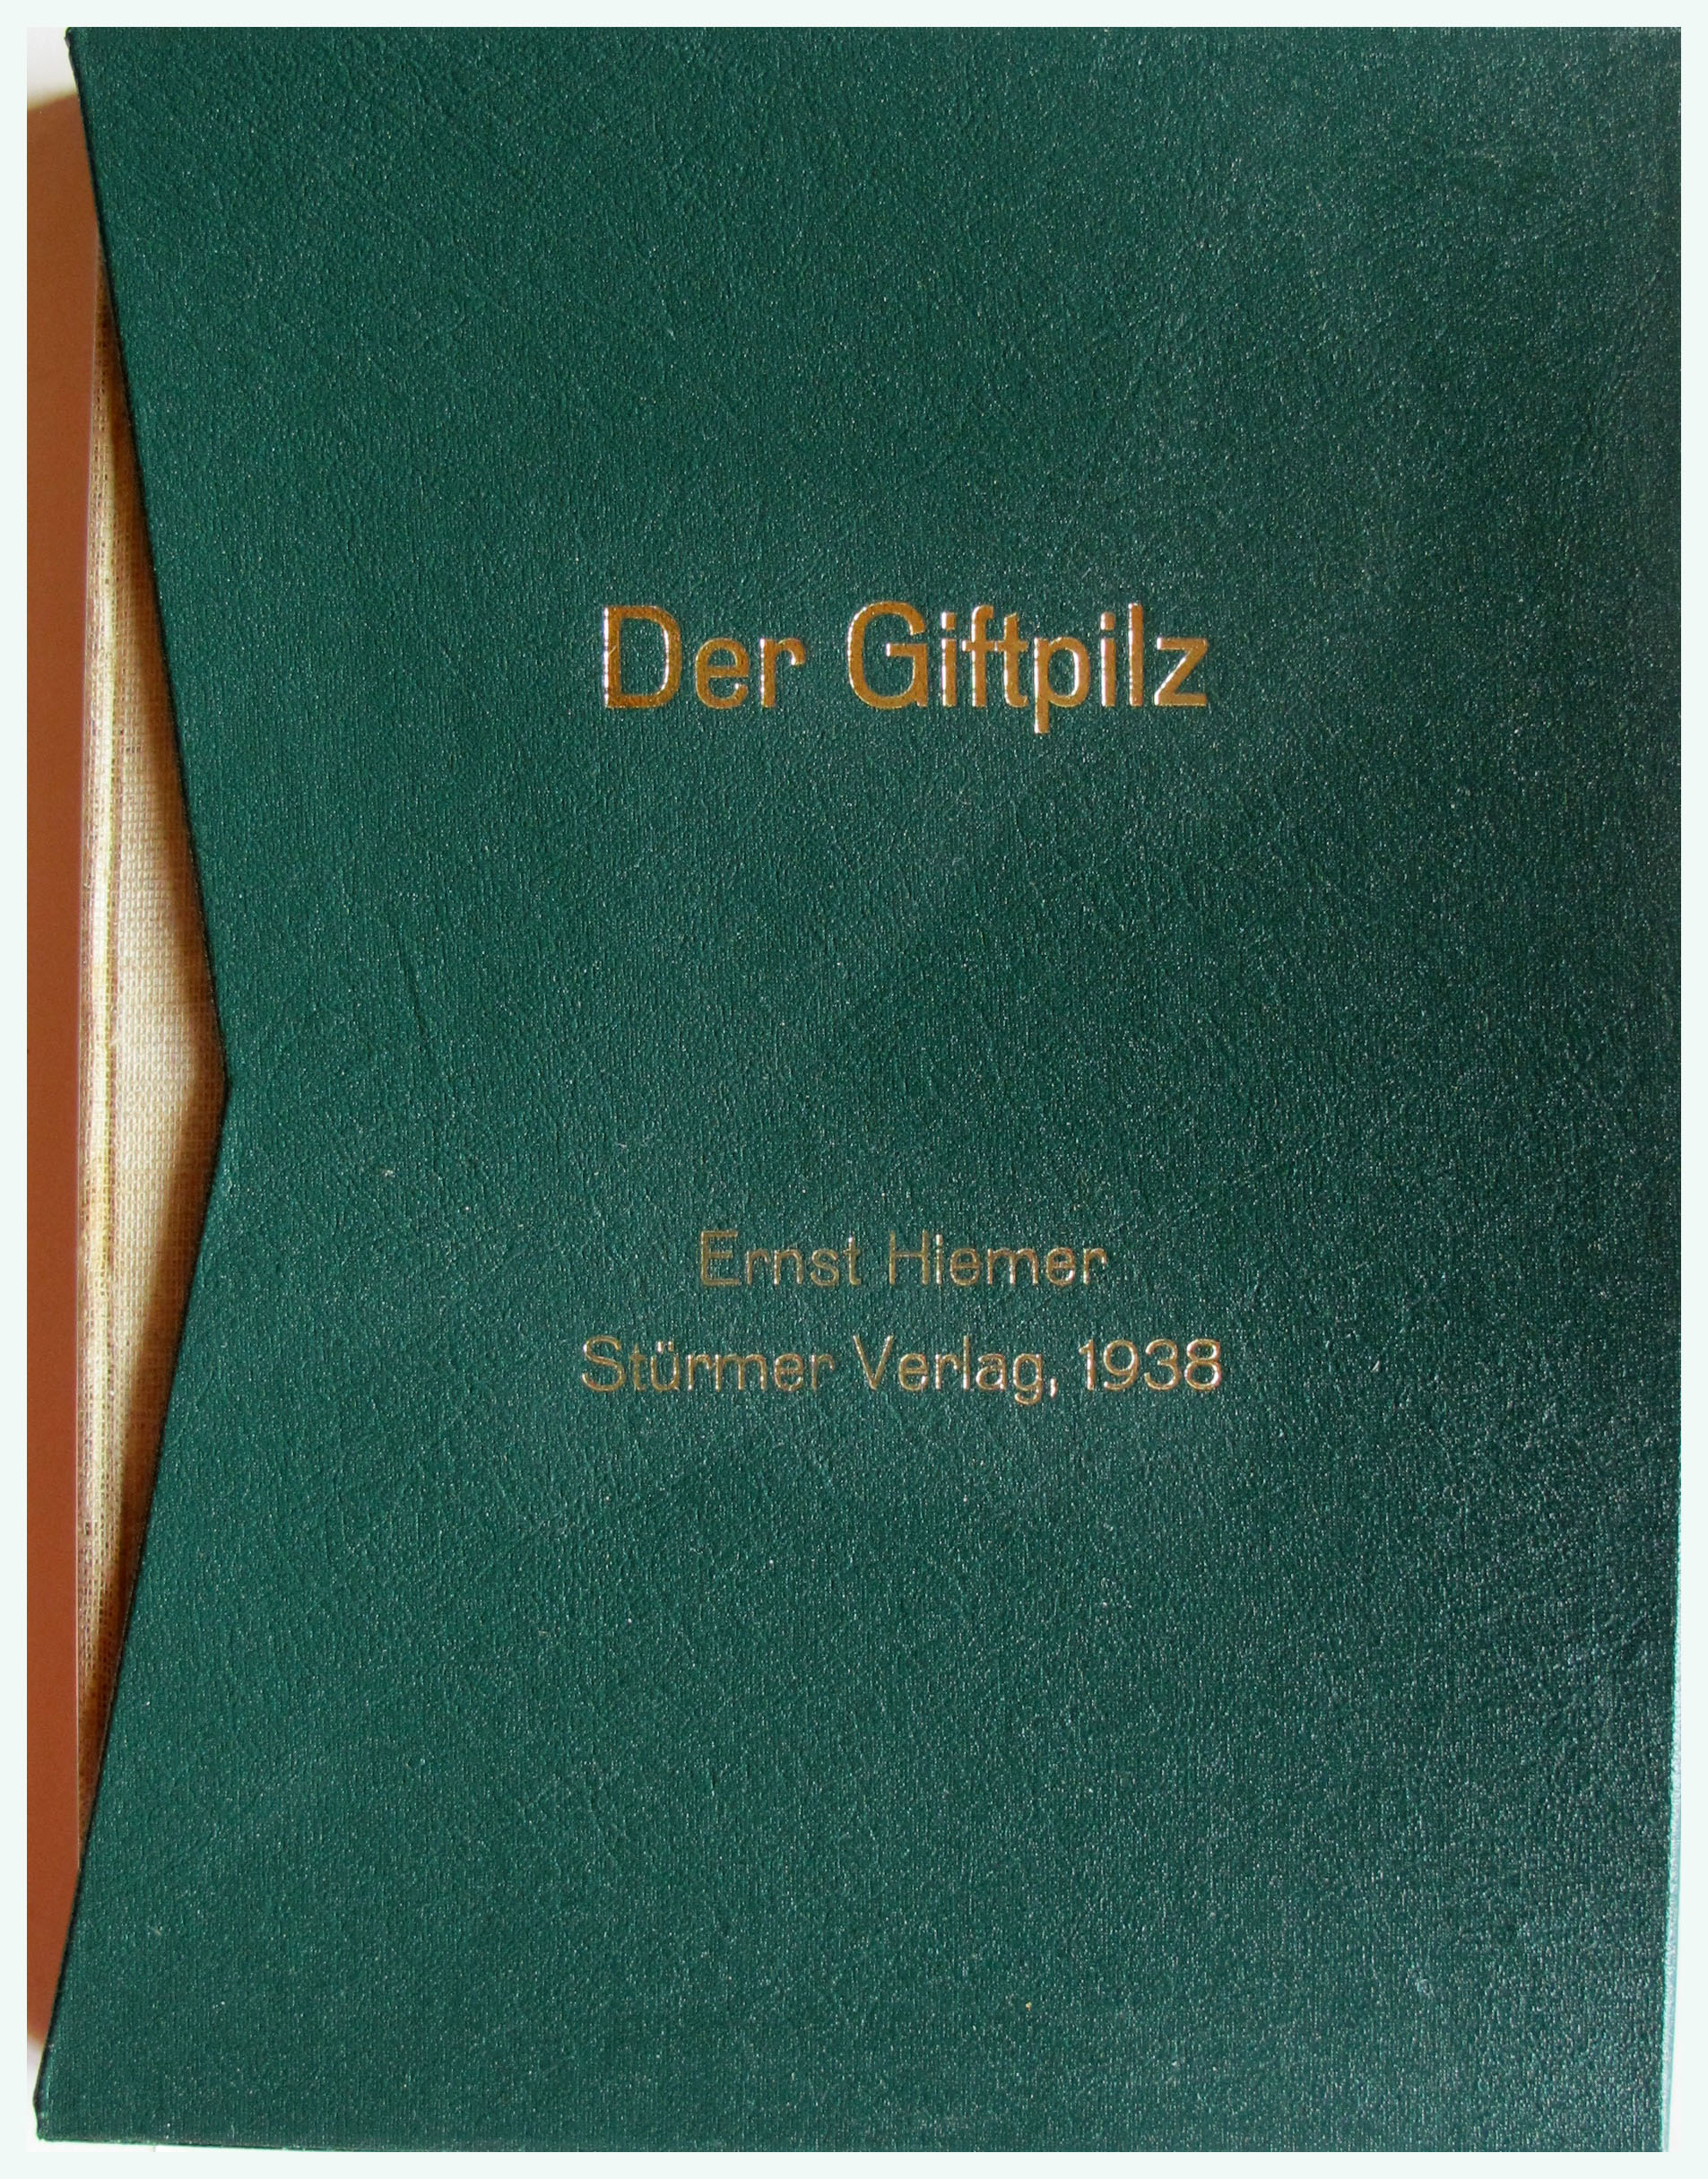 Der Giftpilz
Ernst Hiemer
Stürmer Verlag, 1938